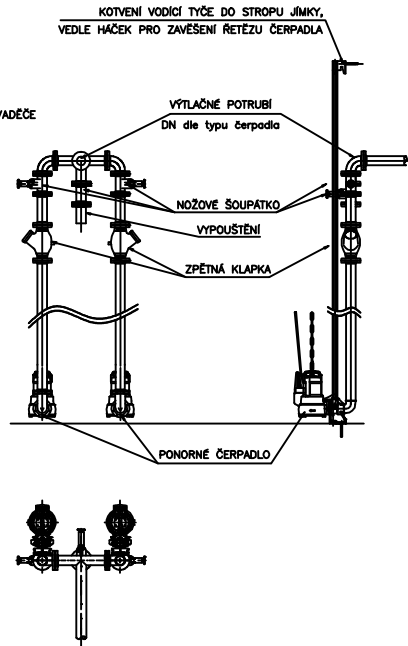 KOTVENÍ VODÍCÍ TYČE DO STROPU JÍMKY,
VEDLE HÁČEK PRO ZAVĚŠENÍ ŘETĚZU ČERPADLA
VADĚČE
VÝTLAČNÉ POTRUBÍ
DN dle typu čerpadla
NOŽOVÉ ŠOUPÁTKO
VYPOUŠTĚNÍ
ZPĚTNÁ KLAPKA
PONORNÉ ČERPADLO